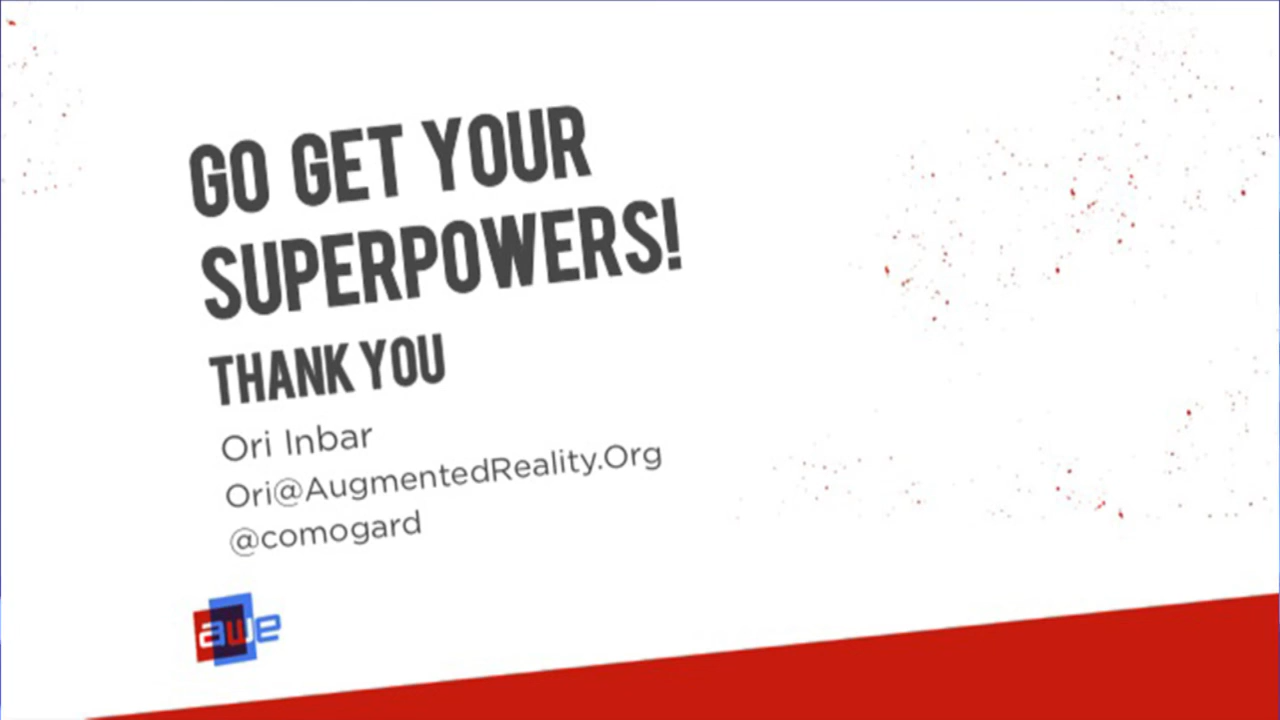 GO GET YOUR
SUPERPOWERS!
THANK YOU
Ori Inbar
Ori@AugmentedReality.Org
@comogard
awe